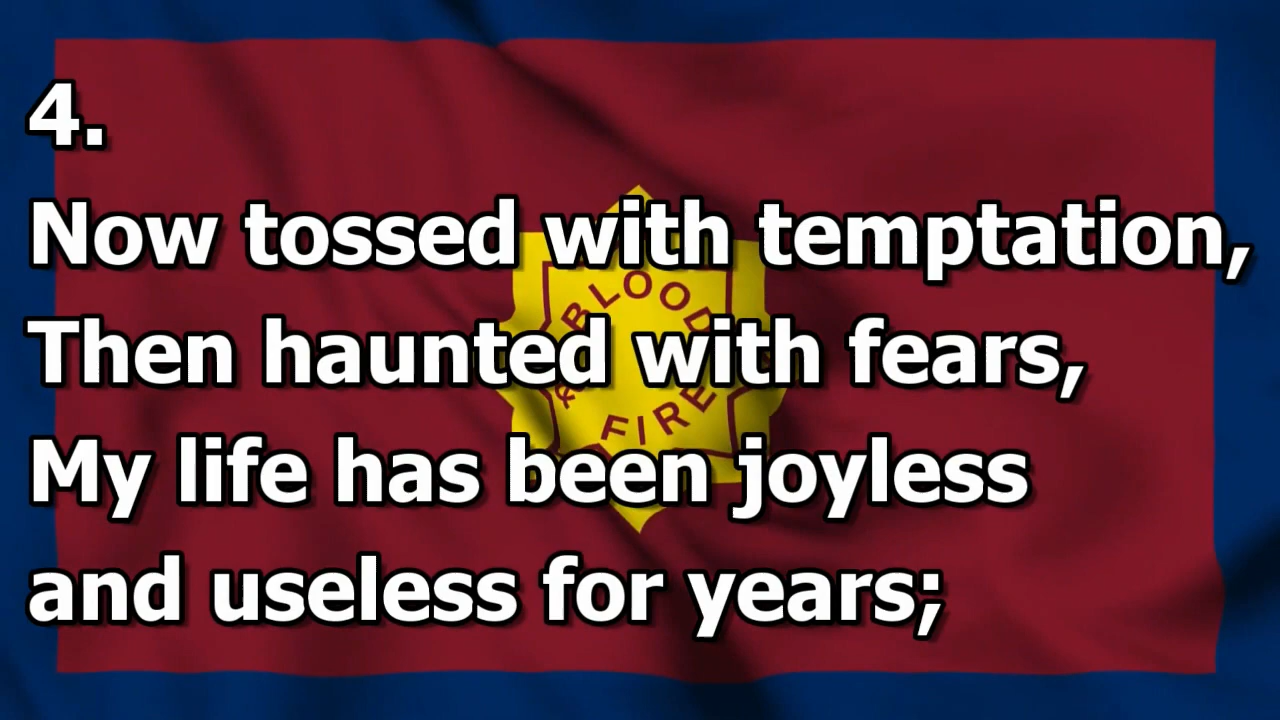 4.
Now tossed with temptation,
Then haunted with fears,
My life has been joyless
and useless for years;
BLOOD
&
FIRE